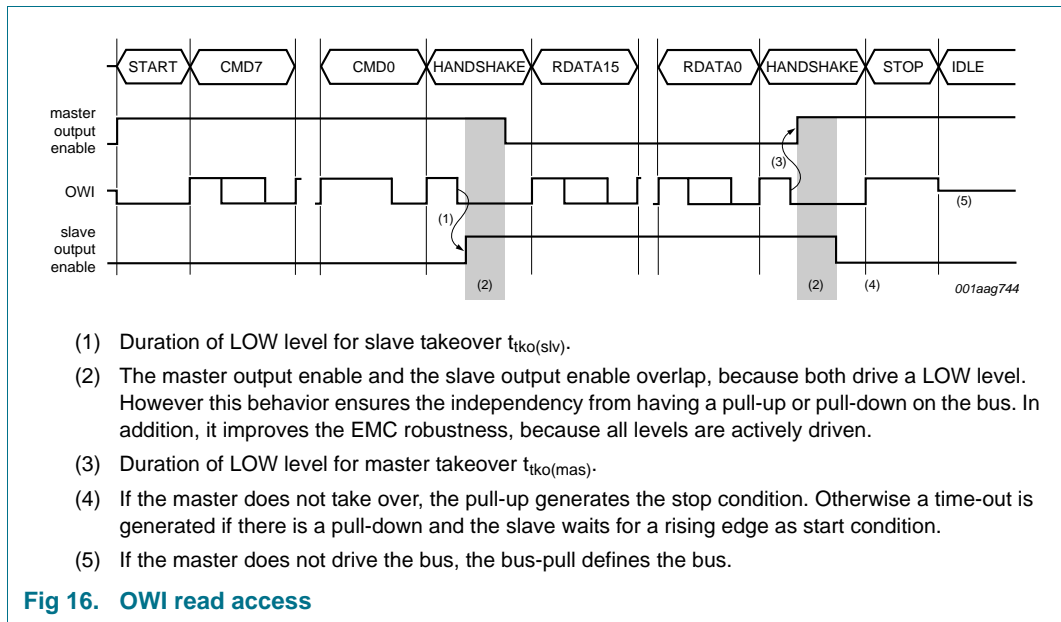 START CMD7 CMD0 HANDSHAKE RDATA15 RDATA0 HANDSHAKE STOP IDLE
master
output
enable
(3)
OWI
(1)
(5)
slave
output
enable
(2) (2) (4)
001aag744
(1) Duration of LOW level for slave takeover ttko(slv).
(2) The master output enable and the slave output enable overlap, because both drive a LOW level.
However this behavior ensures the independency from having a pull-up or pull-down on the bus. In
addition, it improves the EMC robustness, because all levels are actively driven.
(3) Duration of LOW level for master takeover ttko(mas).
(4) If the master does not take over, the pull-up generates the stop condition. Otherwise a time-out is
generated if there is a pull-down and the slave waits for a rising edge as start condition.
(5) If the master does not drive the bus, the bus-pull defines the bus.
Fig 16. OWI read access